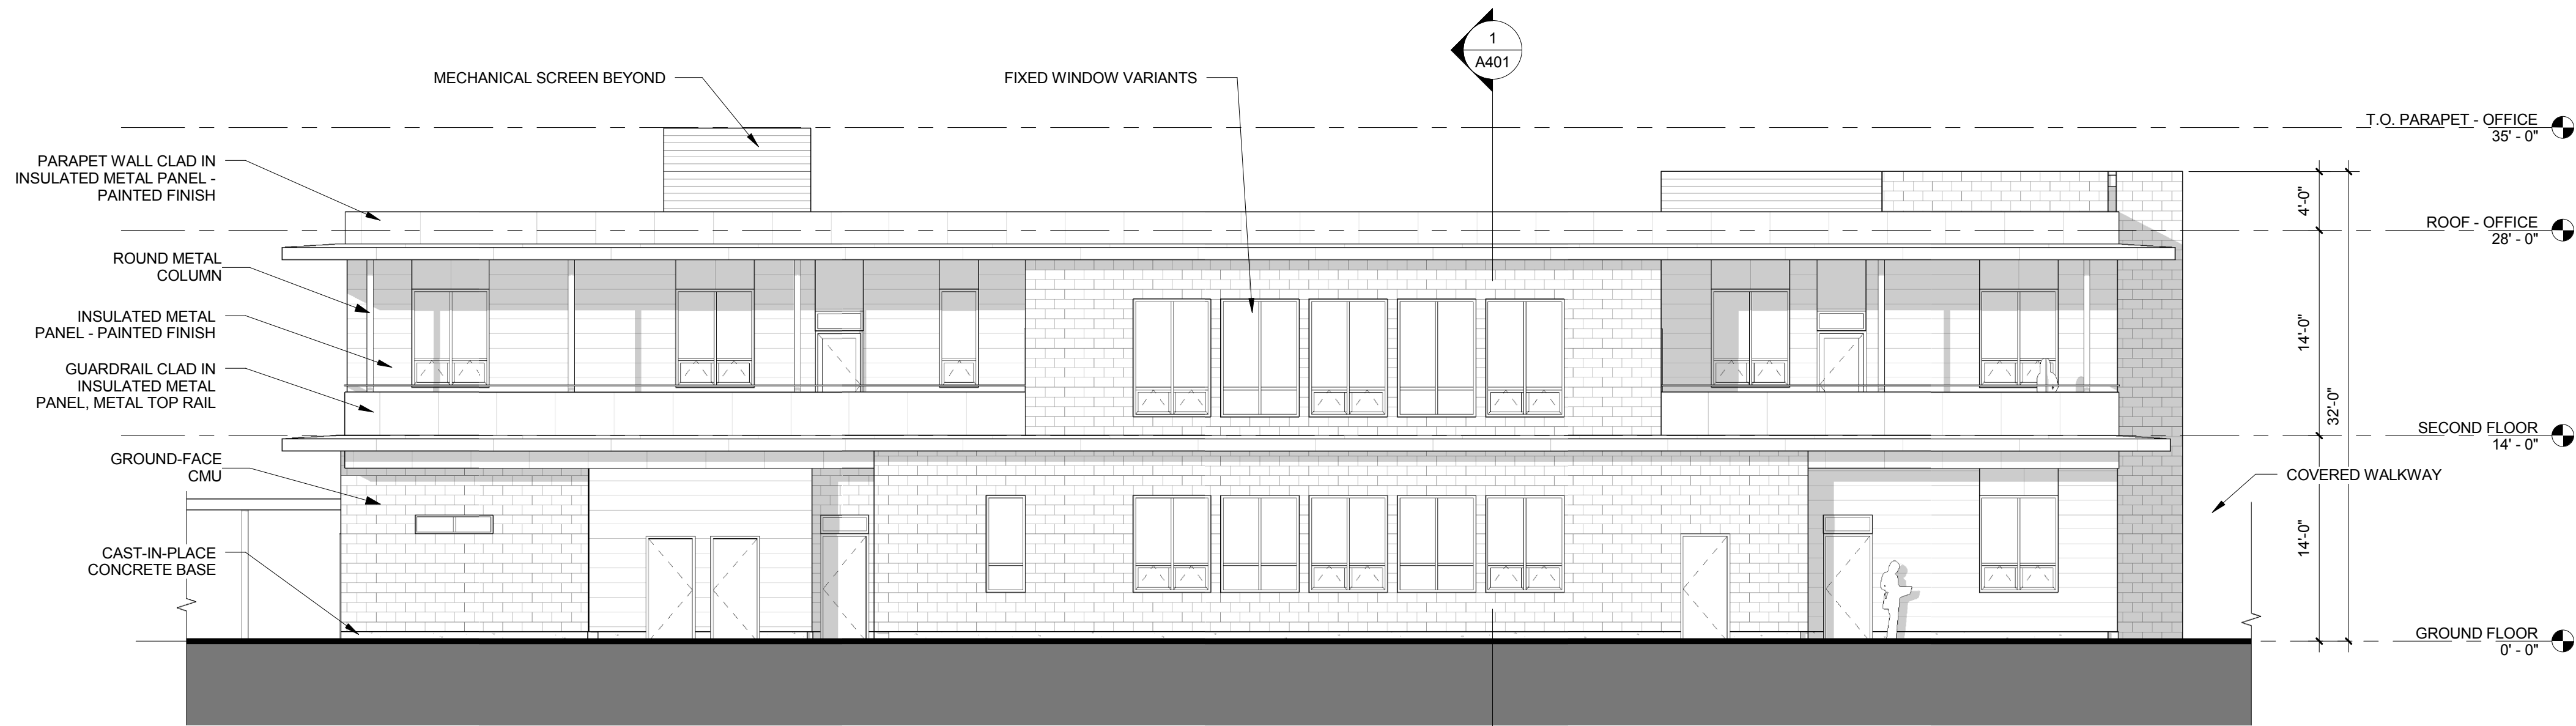 1
A401
MECHANICAL SCREEN BEYOND
FIXED WINDOW VARIANTS
T.O. PARAPET - OFFICE
35' - 0"
PARAPET WALL CLAD IN
INSULATED METAL PANEL -
PAINTED FINISH
4'-0"
ROOF - OFFICE
28' - 0"
ROUND METAL
COLUMN
INSULATED METAL
PANEL - PAINTED FINISH
14'-0"
GUARDRAIL CLAD IN
INSULATED METAL
PANEL, METAL TOP RAIL
32'-0"
SECOND FLOOR
14' - 0"
GROUND-FACE
CMU
COVERED WALKWAY
14'-0"
CAST-IN-PLACE
CONCRETE BASE
GROUND FLOOR
0' - 0"